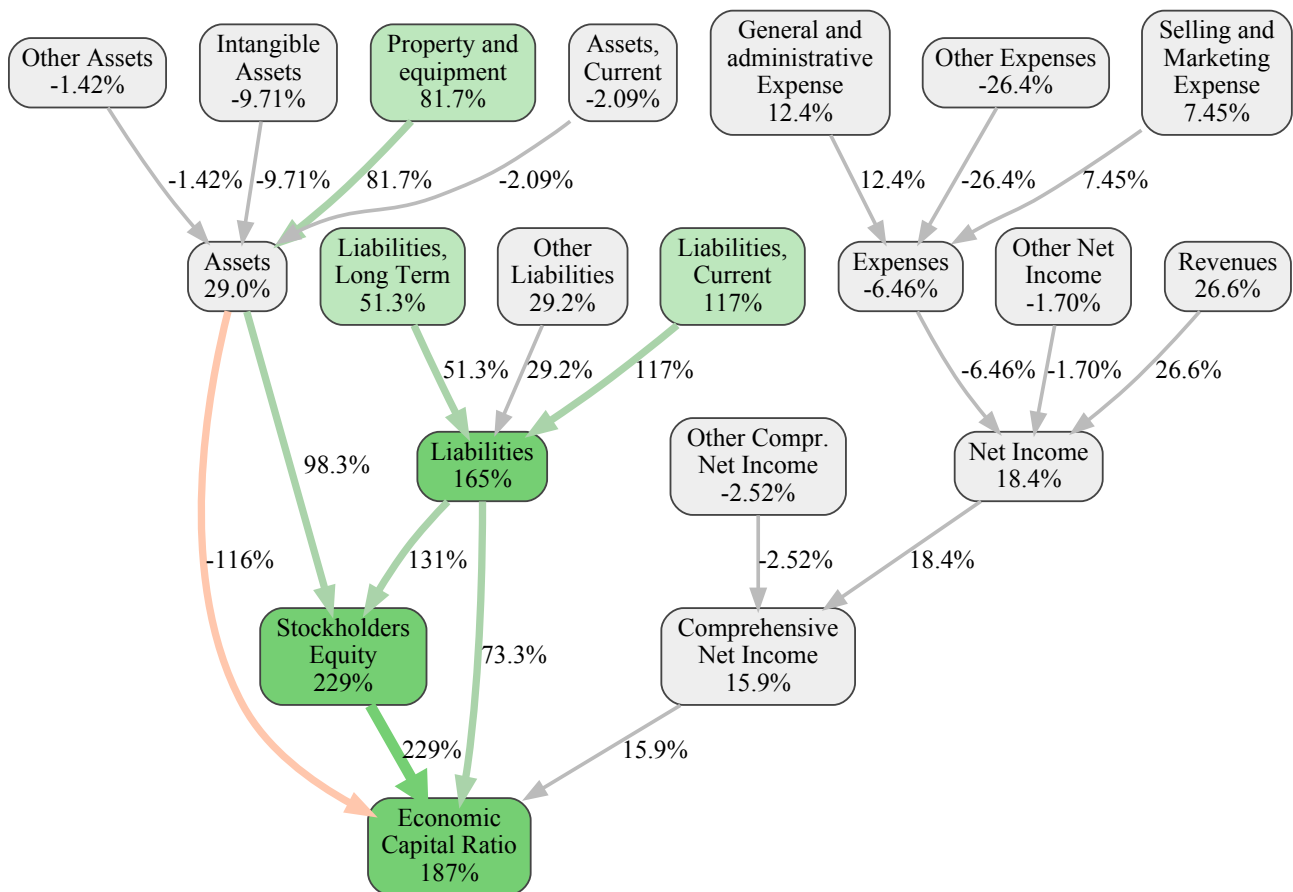 Other Assets
-1.42%
Intangible
Assets
-9.71%
Property and
equipment
81.7%
Assets,
Current
-2.09%
General and
administrative
Expense
12.4%
Other Expenses
-26.4%
Selling and
Marketing
Expense
7.45%
-1.42%
-9.71%
81.7%
-2.09%
12.4%
-26.4%
7.45%
Assets
29.0%
Liabilities,
Long Term
51.3%
Other
Liabilities
29.2%
Liabilities,
Current
117%
Expenses
-6.46%
Other Net
Income
-1.70%
Revenues
26.6%
51.3%
29.2%
117%
-6.46%
-1.70%
26.6%
98.3%
Liabilities
165%
Other Compr.
Net Income
-2.52%
Net Income
18.4%
-116%
131%
-2.52%
18.4%
Stockholders
Equity
229%
73.3%
Comprehensive
Net Income
15.9%
229%
15.9%
Economic
Capital Ratio
187%